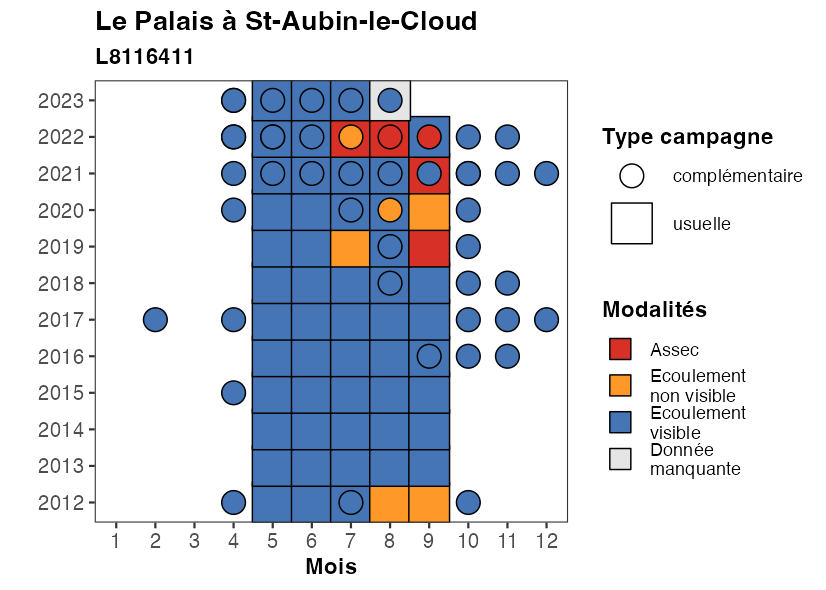 Le Palais à St-Aubin-le-Cloud
L8116411
2023
2022
2021
2020
2019
2018
2017
2016
2015
2014
2013
2012
1 2 3 4 5 6 7 8 9 10 11 12
Mois
Type campagne
complémentaire
usuelle
Modalités
Assec
Ecoulement
non visible
Ecoulement
visible
Donnée
manquante